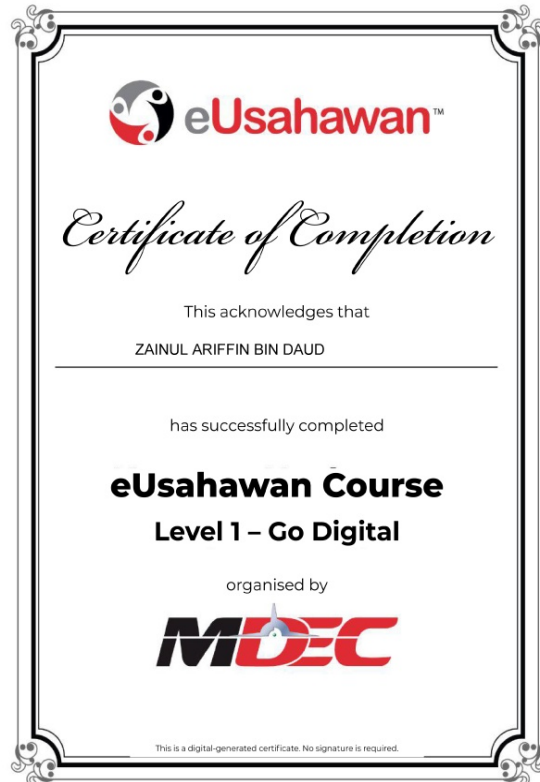 eUsahawan™
Certificate of Completion
This acknowledges that
ZAINUL ARIFFIN BIN DAUD
has successfully completed
eUsahawan Course
Level 1 – Go Digital
organised by
MDEC
This is a digital-generated certificate. No signature is required.